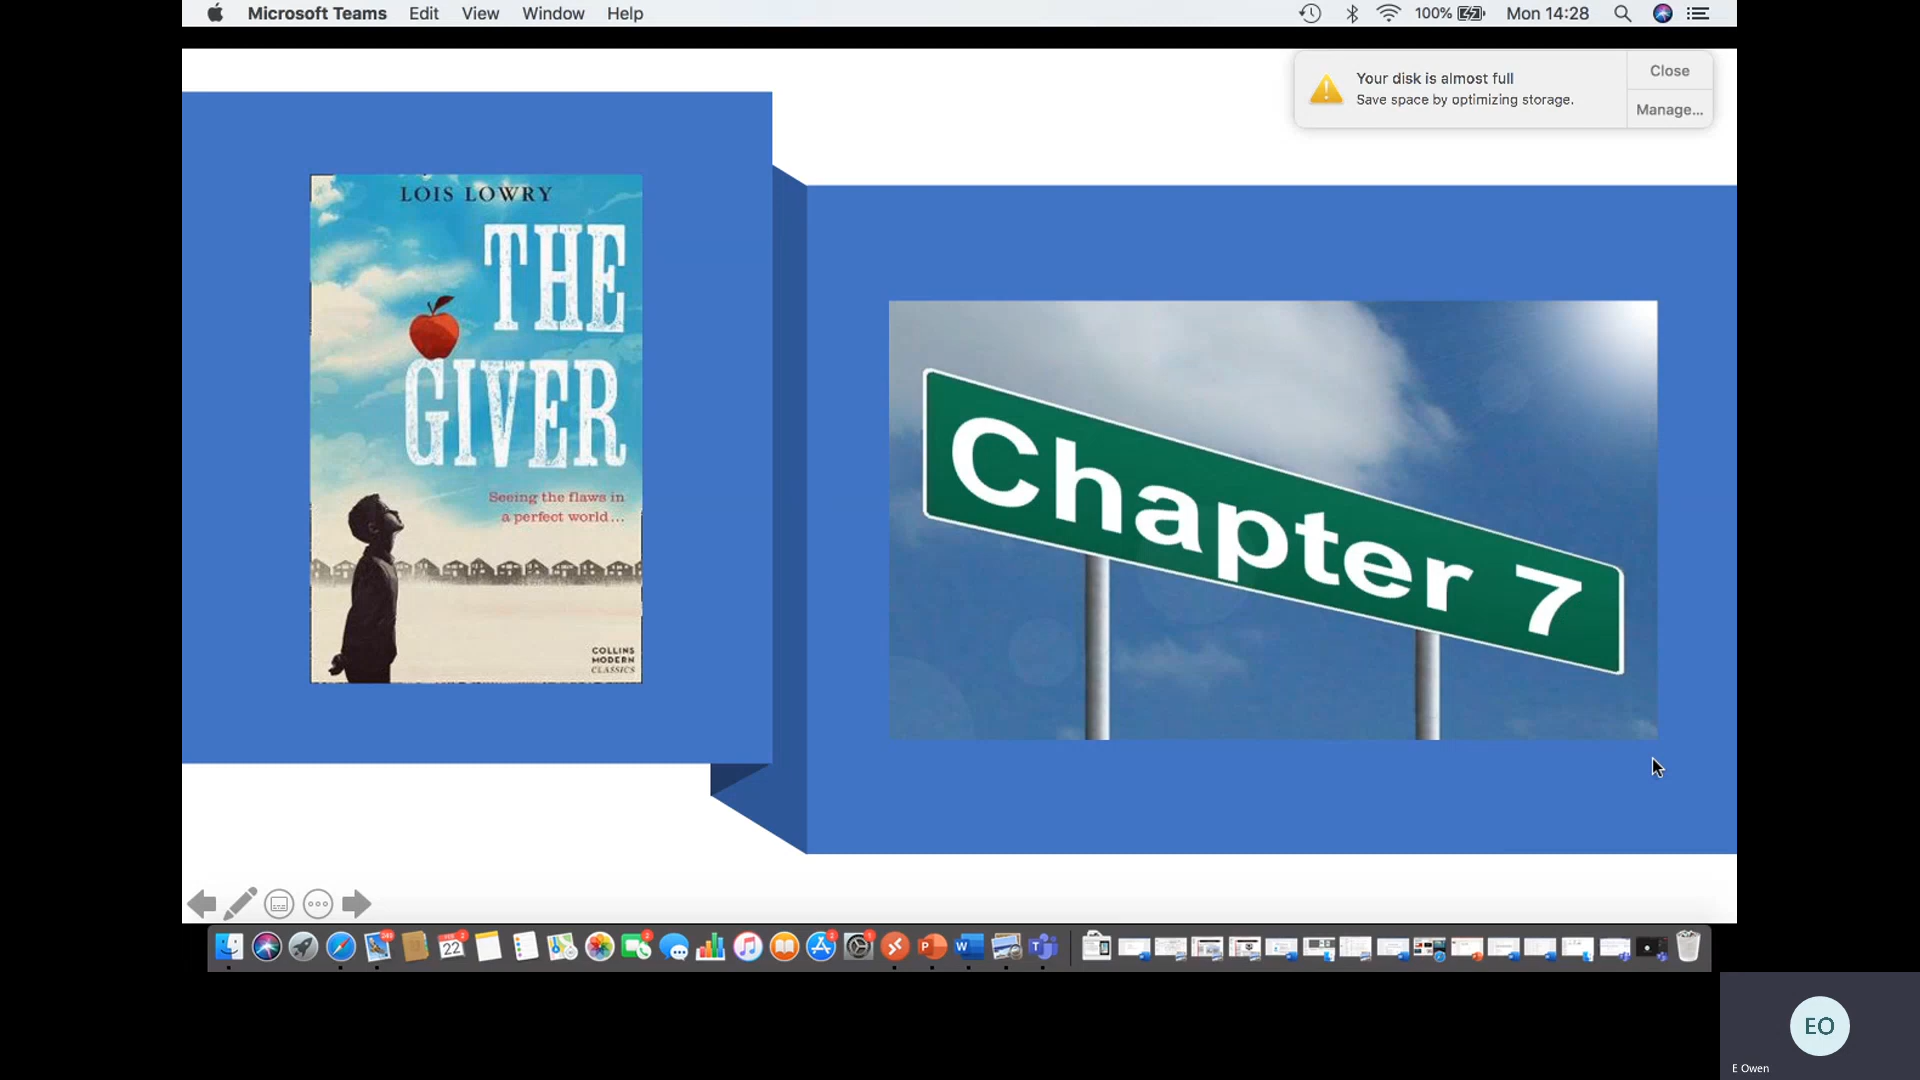 Microsoft Teams Edit View Window Help
100% Mon 14:28
Your disk is almost full
Save space by optimizing storage.
Close
Manage...
LOIS LOWRY
THE
GIVER
Seeing the flaws in
a perfect world...
COLLINS
MODERN
CLASSICS
Chapter 7
22
EO
E Owen